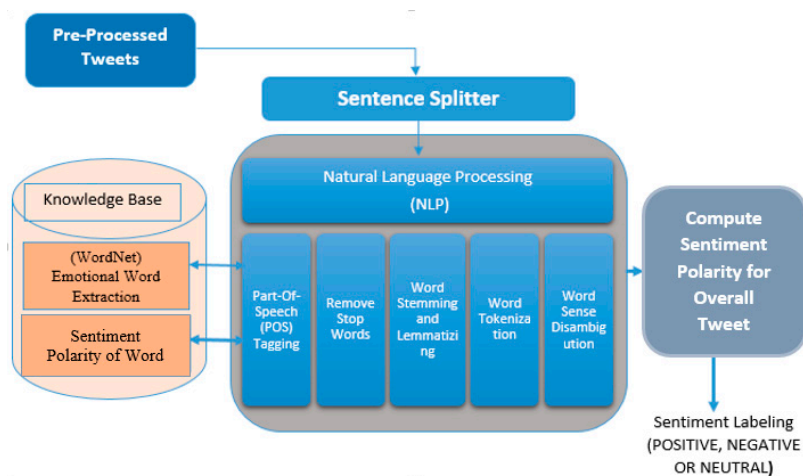 Pre-Processed
Tweets
Sentence Splitter
Natural Language Processing
(NLP)
Knowledge Base
(WordNet)
Emotional Word
Extraction
Sentiment
Polarity of Word
Part-Of-
Speech
(POS)
Tagging
Remove
Stop
Words
Word
Stemming
and
Lemmatizi
ng
Word
Tokeniza
tion
Word
Sense
Disambig
ution
Compute
Sentiment
Polarity for
Overall
Tweet
Sentiment Labeling
(POSITIVE, NEGATIVE
OR NEUTRAL)